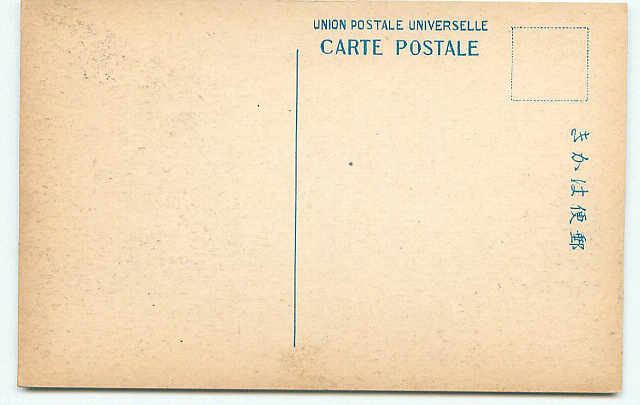 UNION POSTALE UNIVERSELLE
CARTE POSTALE
郵便はかき